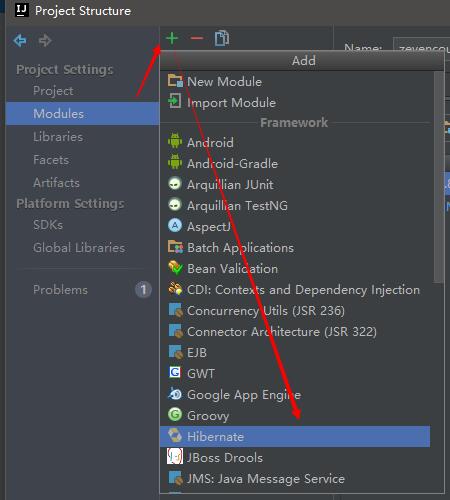 Project Structure
Project Settings
Project
Modules
Libraries
Facets
Artifacts
Platform Settings
SDKs
Global Libraries
Problems 1
Name: zevencou
Add
New Module
Import Module
Framework
Android
Android-Gradle
Arquillian JUnit
Arquillian TestNG
AspectJ
Batch Applications
Bean Validation
CDI: Contexts and Dependency Injection
Concurrency Utils (JSR 236)
Connector Architecture (JSR 322)
EJB
GWT
Google App Engine
Groovy
Hibernate
JBoss Drools
JMS: Java Message Service